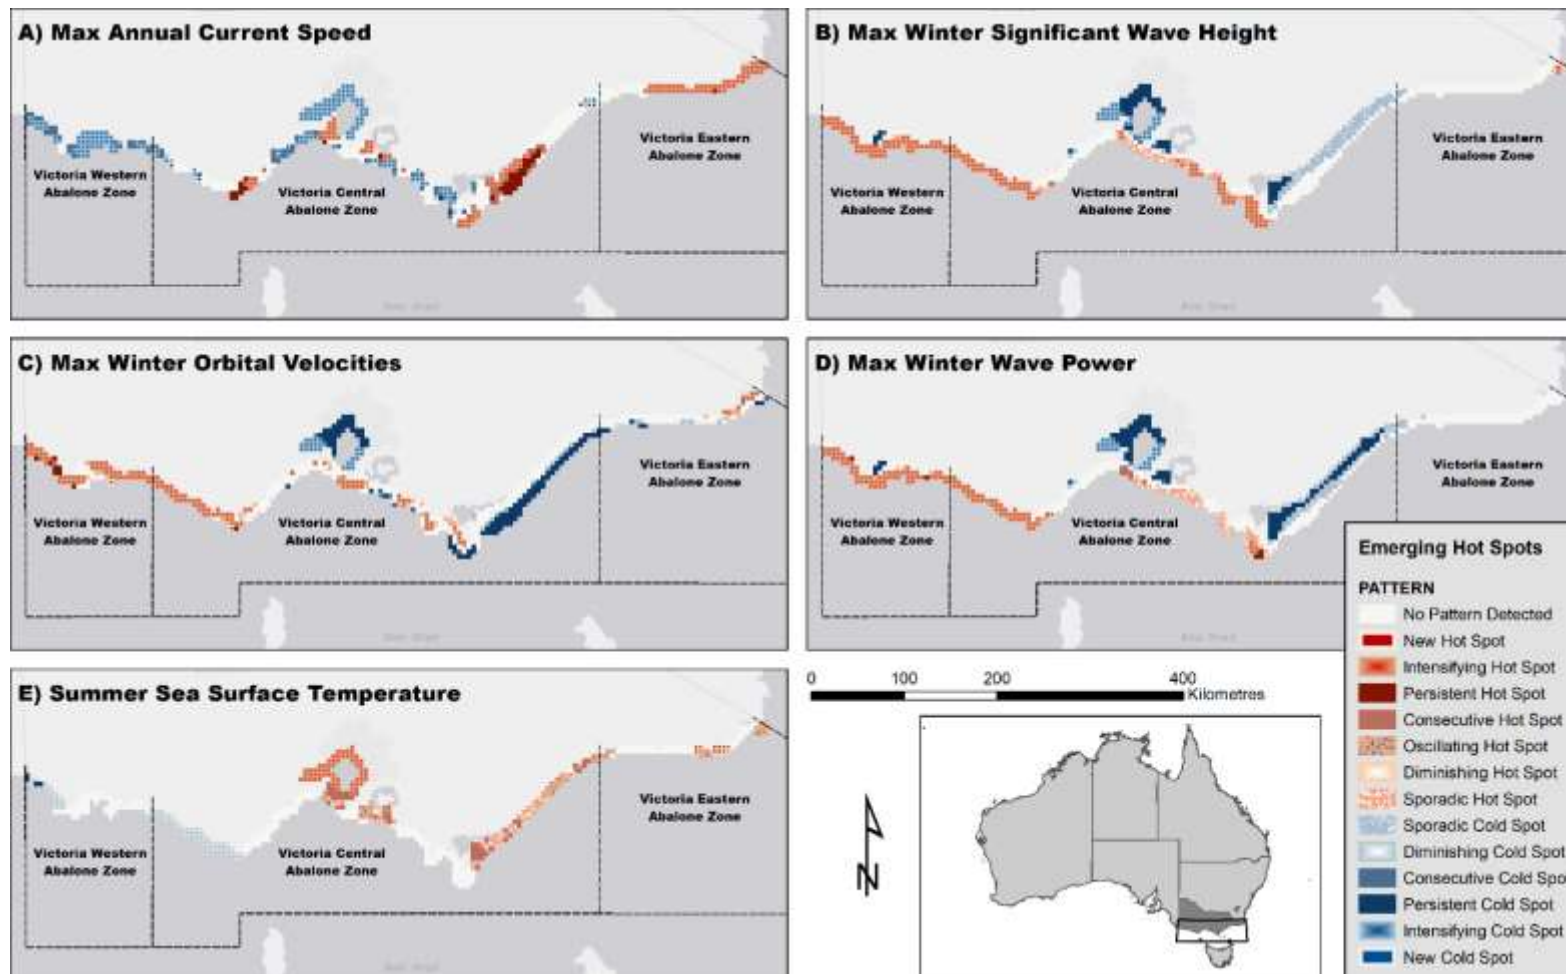 A) Max Annual Current Speed
Victoria Western
Abalone Zone
Victoria Central
Abalone Zone
Victoria Eastern
Abalone Zone
B) Max Winter Significant Wave Height
Victoria Western
Abalone Zone
Victoria Central
Abalone Zone
Victoria Eastern
Abalone Zone
C) Max Winter Orbital Velocities
Victoria Western
Abalone Zone
Victoria Central
Abalone Zone
Victoria Eastern
Abalone Zone
D) Max Winter Wave Power
Victoria Western
Abalone Zone
Victoria Central
Abalone Zone
Victoria Eastern
Abalone Zone
E) Summer Sea Surface Temperature
Victoria Western
Abalone Zone
Victoria Central
Abalone Zone
Victoria Eastern
Abalone Zone
0 100 200 400
Kilometres
N
Emerging Hot Spots
PATTERN
No Pattern Detected
New Hot Spot
Intensifying Hot Spot
Persistent Hot Spot
Consecutive Hot Spot
Oscillating Hot Spot
Diminishing Hot Spot
Sporadic Hot Spot
Sporadic Cold Spot
Diminishing Cold Spot
Consecutive Cold Spo
Persistent Cold Spot
Intensifying Cold Spot
New Cold Spot